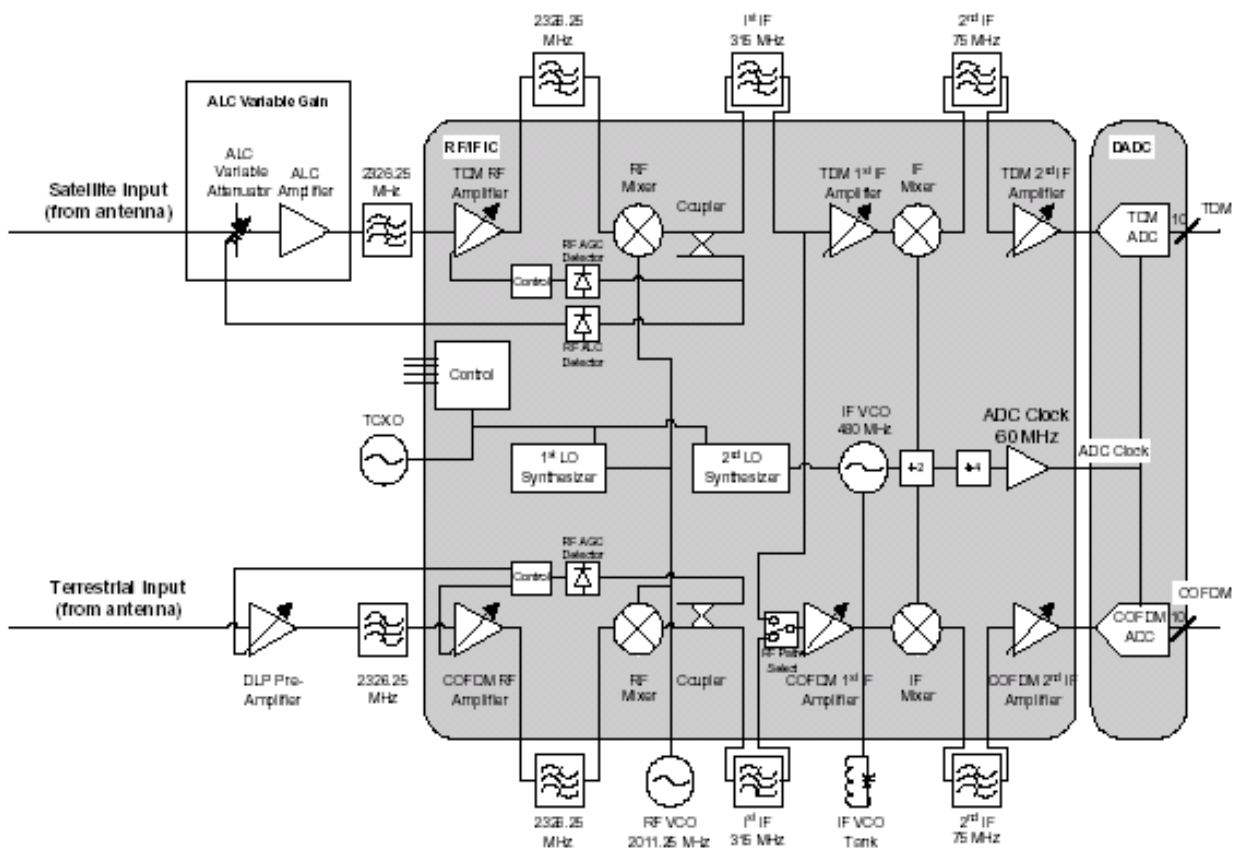 2326.25
MHz
1st IF
315 MHz
2nd IF
75 MHz
ALC Variable Gain
RF/IF IC
DADC
ALC
Variable
Attenuator
ALC
Amplifier
2326.25
MHz
TDM RF
Amplifier
RF
Mixer
Coupler
TDM 1st IF
Amplifier
IF
Mixer
TDM 2nd IF
Amplifier
Satellite Input
(from antenna)
TDM
ADC
10
TDM
RF AGC
Detector
Control
RF ALC
Detector
Control
TCXO
1st LO
Synthesizer
2nd LO
Synthesizer
IF VCO
480 MHz
÷2
÷4
ADC Clock
60 MHz
ADC Clock
RF AGC
Detector
Control
Terrestrial Input
(from antenna)
COFDM
COFDM
ADC
10
RF Path
Select
DLP Pre-
Amplifier
2326.25
MHz
COFDM RF
Amplifier
RF
Mixer
Coupler
COFDM 1st IF
Amplifier
IF
Mixer
COFDM 2nd IF
Amplifier
2326.25
MHz
RF VCO
2011.25 MHz
1st IF
315 MHz
IF VCO
Tank
2nd IF
75 MHz